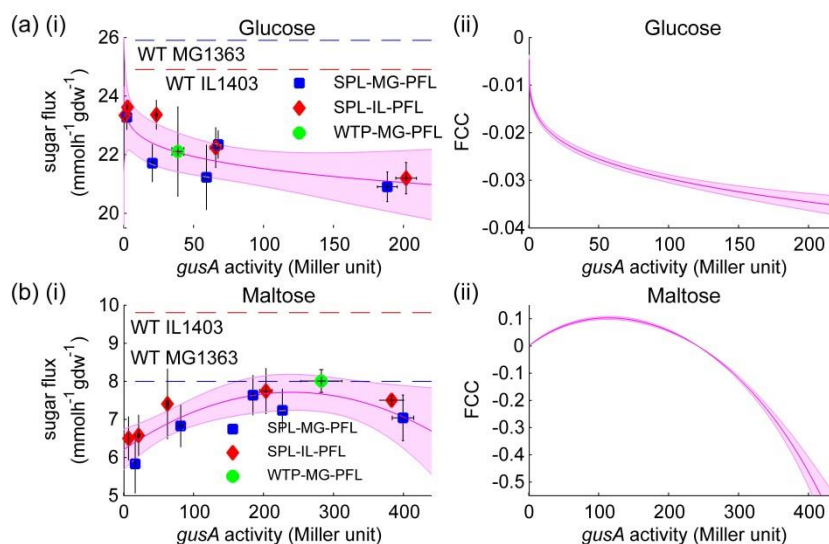 (a) (i)
Glucose
26
24
22
20
0
50
100
150
200
sugar flux
(mmolh⁻¹ gdw⁻¹)
gusA activity (Miller unit)
WT MG1363
WT IL1403
SPL-MG-PFL
SPL-IL-PFL
WTP-MG-PFL
(ii)
Glucose
0
-0.01
-0.02
-0.03
-0.04
0
50
100
150
200
FCC
gusA activity (Miller unit)
(b) (i)
Maltose
10
9
8
7
6
5
0
100
200
300
400
sugar flux
(mmolh⁻¹ gdw⁻¹)
gusA activity (Miller unit)
WT IL1403
WT MG1363
SPL-MG-PFL
SPL-IL-PFL
WTP-MG-PFL
(ii)
Maltose
0.1
0
-0.1
-0.2
-0.3
-0.4
-0.5
0
100
200
300
400
FCC
gusA activity (Miller unit)